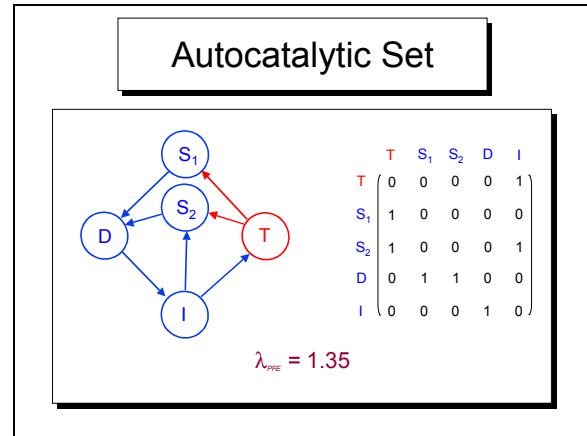 Autocatalytic Set
S₁
S₂
D
T
I
T S₁ S₂ D I
T 0 0 0 0 1
S₁ 1 0 0 0 0
S₂ 1 0 0 0 1
D 0 1 1 0 0
I 0 0 0 1 0
λPFE = 1.35